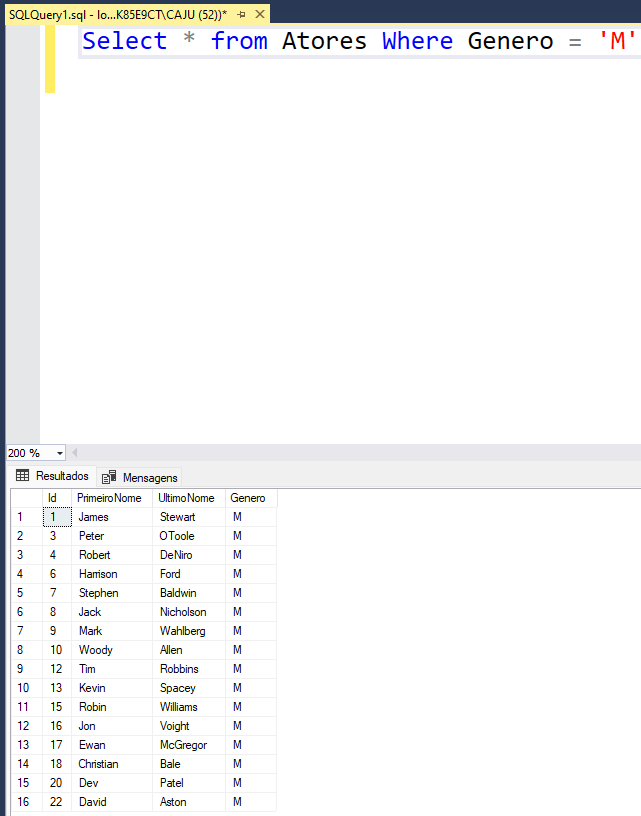 SQLQuery1.sql - lo...K85E9CT\CAJU (52))*
Select * from Atores Where Genero = 'M'
200 %
Resultados Mensagens
Id PrimeiroNome UltimoNome Genero
1 1 James Stewart M
2 3 Peter OToole M
3 4 Robert DeNiro M
4 6 Harrison Ford M
5 7 Stephen Baldwin M
6 8 Jack Nicholson M
7 9 Mark Wahlberg M
8 10 Woody Allen M
9 12 Tim Robbins M
10 13 Kevin Spacey M
11 15 Robin Williams M
12 16 Jon Voight M
13 17 Ewan McGregor M
14 18 Christian Bale M
15 20 Dev Patel M
16 22 David Aston M